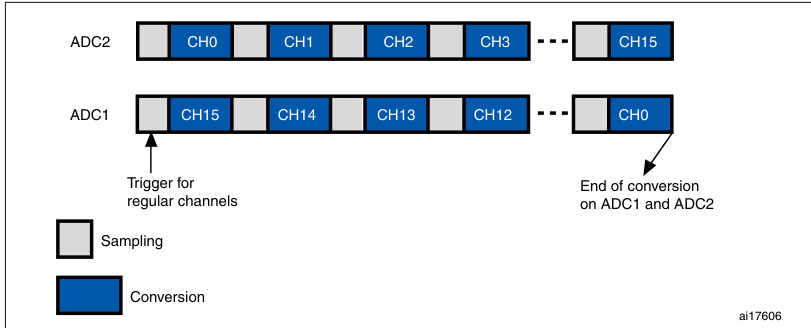 ADC2 CH0 CH1 CH2 CH3 CH15
ADC1 CH15 CH14 CH13 CH12 CH0
Trigger for
regular channels
End of conversion
on ADC1 and ADC2
Sampling
Conversion
ai17606